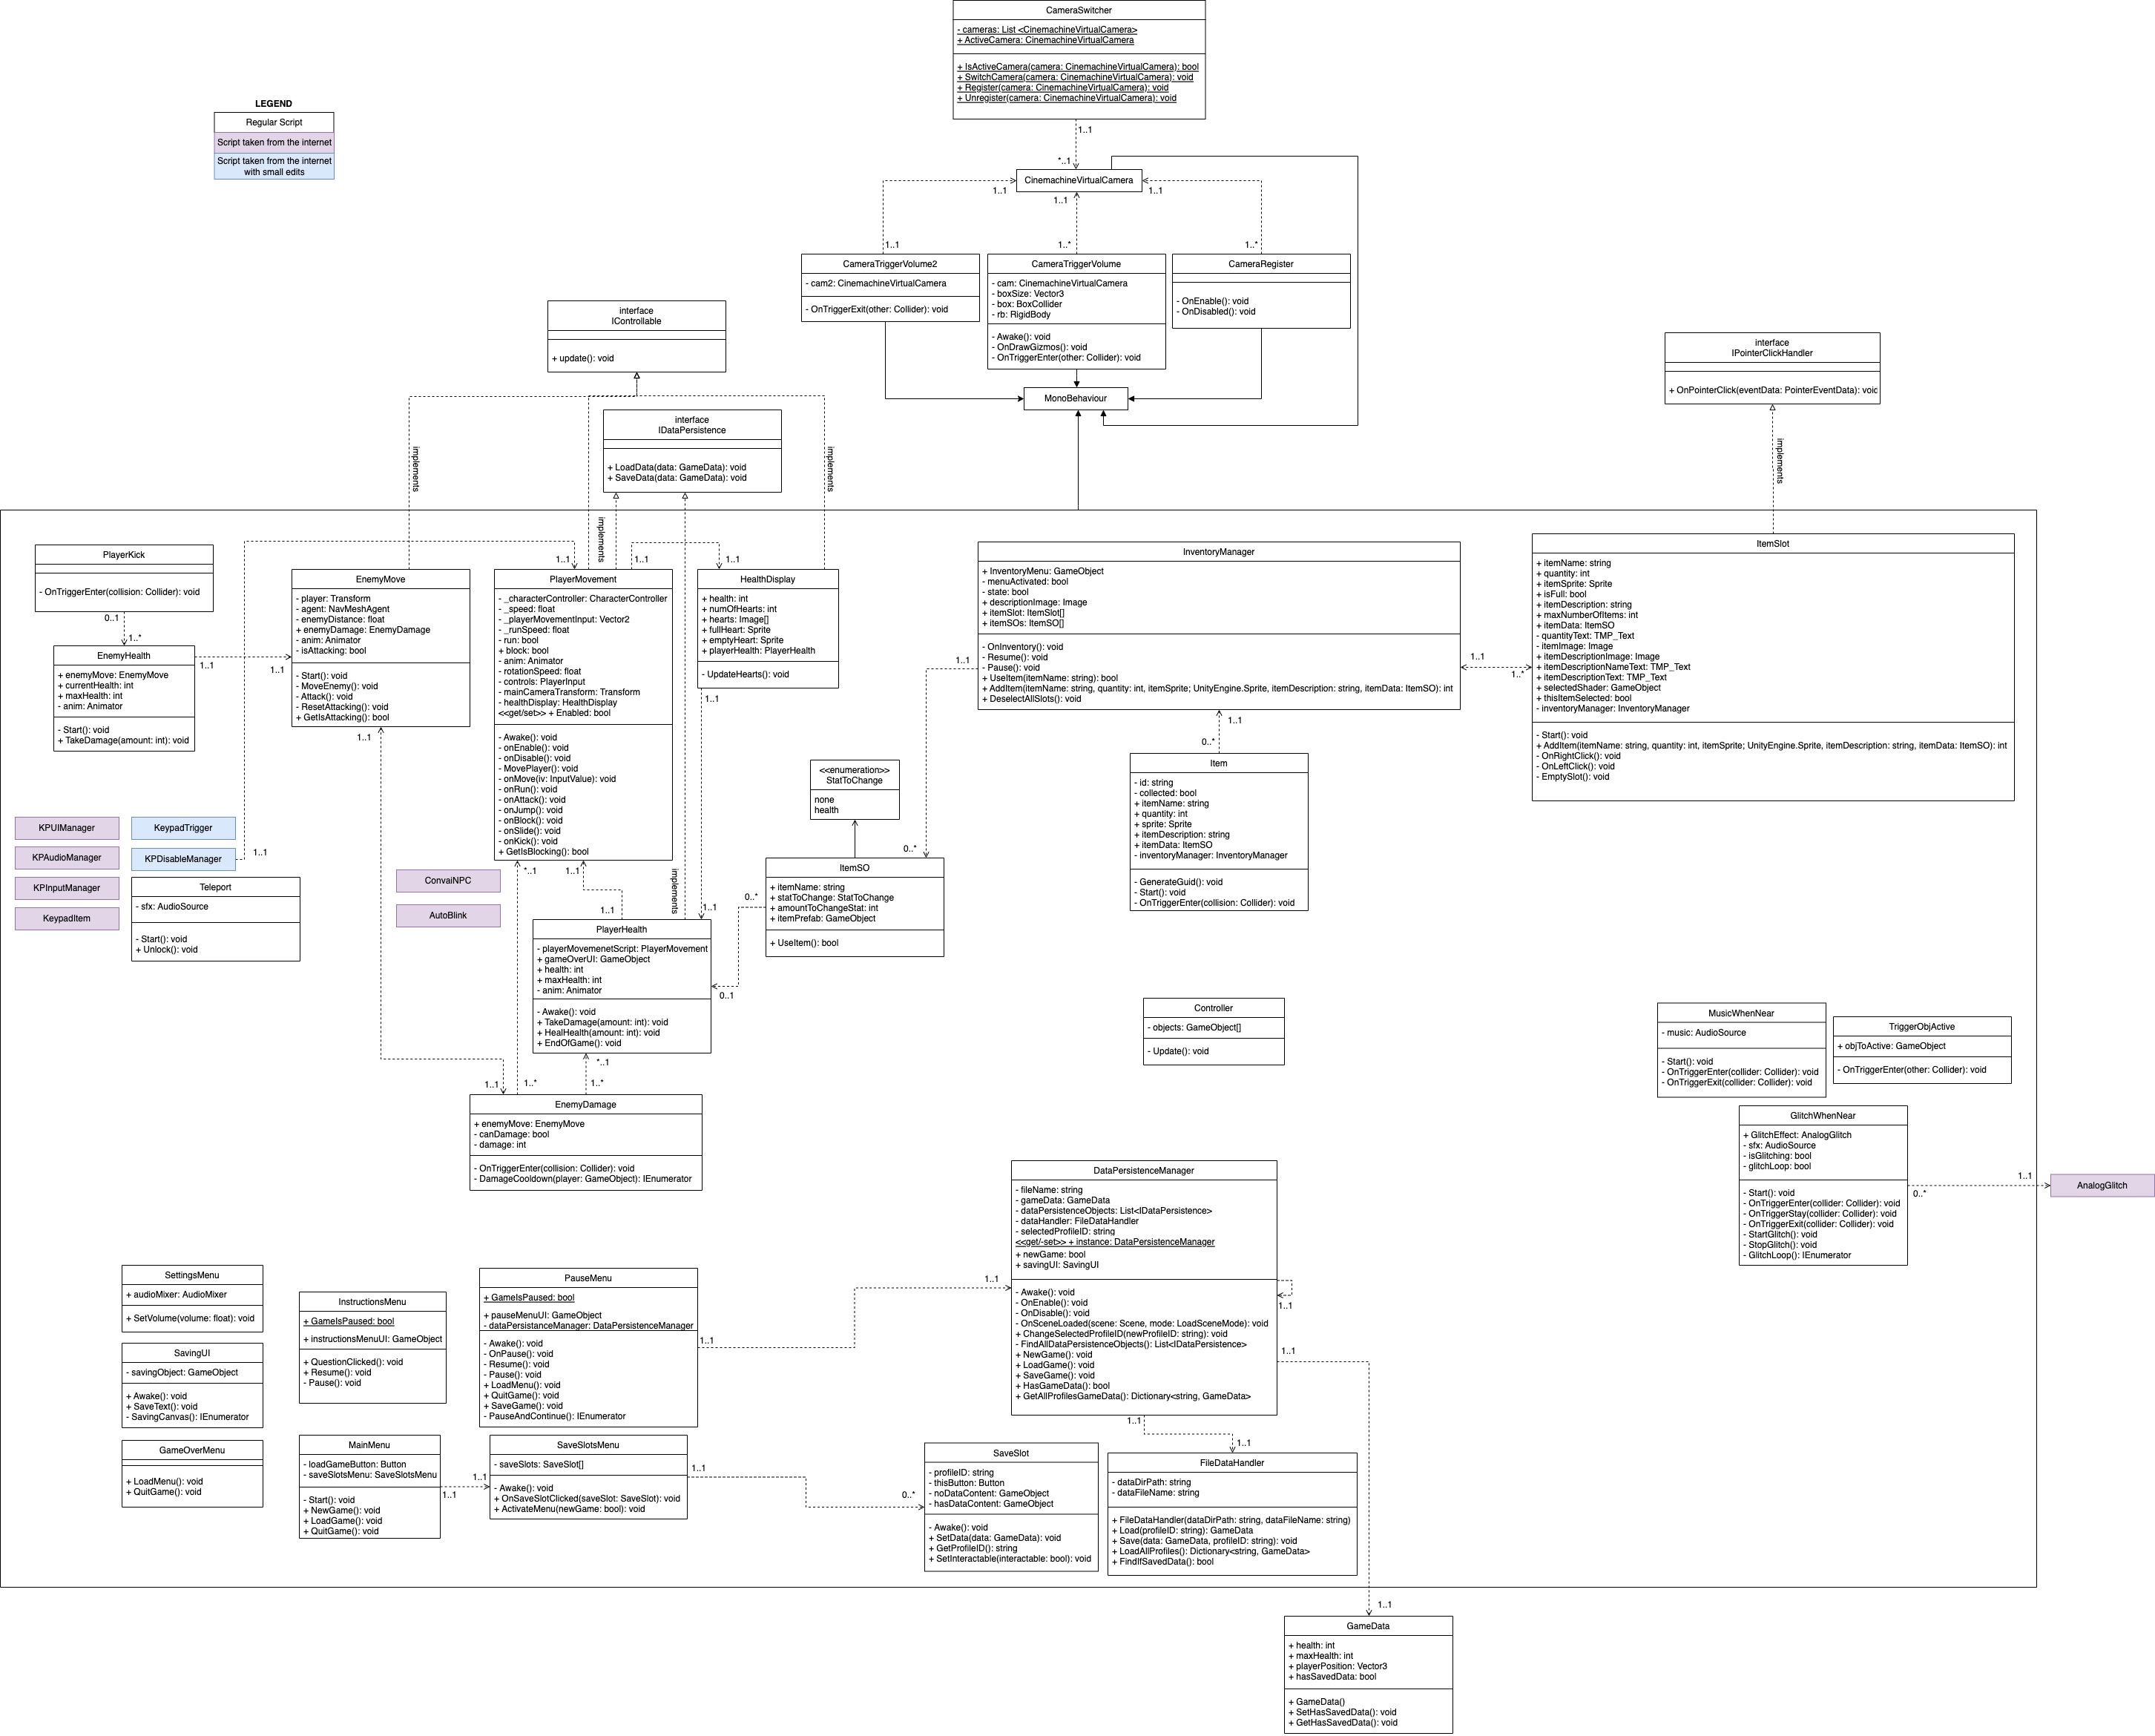 CameraSwitcher
- cameras: List <CinemachineVirtualCamera>
+ ActiveCamera: CinemachineVirtualCamera
+ IsActiveCamera(camera: CinemachineVirtualCamera): bool
+ SwitchCamera(camera: CinemachineVirtualCamera): void
+ Register(camera: CinemachineVirtualCamera): void
+ Unregister(camera: CinemachineVirtualCamera): void
LEGEND
Regular Script
Script taken from the internet
Script taken from the internet
with small edits
1..1
*..1
CinemachineVirtualCamera
1..1
1..1
1..1
1..1
1..*
1..*
CameraTriggerVolume2
- cam2: CinemachineVirtualCamera
- OnTriggerExit(other: Collider): void
CameraTriggerVolume
- cam: CinemachineVirtualCamera
- boxSize: Vector3
- box: BoxCollider
- rb: RigidBody
- Awake(): void
- OnDrawGizmos(): void
- OnTriggerEnter(other: Collider): void
CameraRegister
- OnEnable(): void
- OnDisabled(): void
MonoBehaviour
interface
IControllable
+ update(): void
interface
IDataPersistence
+ LoadData(data: GameData): void
+ SaveData(data: GameData): void
interface
IPointerClickHandler
+ OnPointerClick(eventData: PointerEventData): void
implements
implements
implements
implements
implements
PlayerKick
- OnTriggerEnter(collision: Collider): void
0..1
1..*
EnemyHealth
+ enemyMove: EnemyMove
+ currentHealth: int
+ maxHealth: int
- anim: Animator
- Start(): void
+ TakeDamage(amount: int): void
1..1
1..1
EnemyMove
- player: Transform
- agent: NavMeshAgent
- enemyDistance: float
+ enemyDamage: EnemyDamage
- anim: Animator
- isAttacking: bool
- Start(): void
- MoveEnemy(): void
- Attack(): void
- ResetAttacking(): void
+ GetIsAttacking(): bool
1..1
1..1
1..1
1..1
PlayerMovement
- _characterController: CharacterController
- _speed: float
- _playerMovementInput: Vector2
- _runSpeed: float
- run: bool
+ block: bool
- anim: Animator
- rotationSpeed: float
- controls: PlayerInput
- mainCameraTransform: Transform
- healthDisplay: HealthDisplay
<<get/set>> + Enabled: bool
- Awake(): void
- onEnable(): void
- onDisable(): void
- MovePlayer(): void
- onMove(iv: InputValue): void
- onRun(): void
- onAttack(): void
- onJump(): void
- onBlock(): void
- onSlide(): void
- onKick(): void
+ GetIsBlocking(): bool
HealthDisplay
+ health: int
+ numOfHearts: int
+ hearts: Image[]
+ fullHeart: Sprite
+ emptyHeart: Sprite
+ playerHealth: PlayerHealth
- UpdateHearts(): void
1..1
1..1
InventoryManager
+ InventoryMenu: GameObject
- menuActivated: bool
- state: bool
+ descriptionImage: Image
+ itemSlot: ItemSlot[]
+ itemSOs: ItemSO[]
- OnInventory(): void
- Resume(): void
- Pause(): void
+ UseItem(itemName: string): bool
+ AddItem(itemName: string, quantity: int, itemSprite; UnityEngine.Sprite, itemDescription: string, itemData: ItemSO): int
+ DeselectAllSlots(): void
1..1
0..*
1..1
1..*
1..1
0..*
ItemSlot
+ itemName: string
+ quantity: int
+ itemSprite: Sprite
+ isFull: bool
+ itemDescription: string
+ maxNumberOfItems: int
+ itemData: ItemSO
- quantityText: TMP_Text
- itemImage: Image
+ itemDescriptionImage: Image
+ itemDescriptionNameText: TMP_Text
+ itemDescriptionText: TMP_Text
+ selectedShader: GameObject
+ thisItemSelected: bool
- inventoryManager: InventoryManager
- Start(): void
+ AddItem(itemName: string, quantity: int, itemSprite; UnityEngine.Sprite, itemDescription: string, itemData: ItemSO): int
- OnRightClick(): void
- OnLeftClick(): void
- EmptySlot(): void
Item
- id: string
- collected: bool
+ itemName: string
+ quantity: int
+ sprite: Sprite
+ itemDescription: string
+ itemData: ItemSO
- inventoryManager: InventoryManager
- GenerateGuid(): void
- Start(): void
- OnTriggerEnter(collision: Collider): void
<<enumeration>>
StatToChange
none
health
ItemSO
+ itemName: string
+ statToChange: StatToChange
+ amountToChangeStat: int
+ itemPrefab: GameObject
+ UseItem(): bool
0..*
0..1
KPUIManager
KPAudioManager
KPInputManager
KeypadItem
KeypadTrigger
KPDisableManager
1..1
Teleport
- sfx: AudioSource
- Start(): void
+ Unlock(): void
ConvaiNPC
AutoBlink
*..1
1..1
1..1
PlayerHealth
- playerMovemenetScript: PlayerMovement
+ gameOverUI: GameObject
+ health: int
+ maxHealth: int
- anim: Animator
- Awake(): void
+ TakeDamage(amount: int): void
+ HealHealth(amount: int): void
+ EndOfGame(): void
*..1
1..1
1..*
1..*
EnemyDamage
+ enemyMove: EnemyMove
- canDamage: bool
- damage: int
- OnTriggerEnter(collision: Collider): void
- DamageCooldown(player: GameObject): IEnumerator
Controller
- objects: GameObject[]
- Update(): void
MusicWhenNear
- music: AudioSource
- Start(): void
- OnTriggerEnter(collider: Collider): void
- OnTriggerExit(collider: Collider): void
TriggerObjActive
+ objToActive: GameObject
- OnTriggerEnter(other: Collider): void
GlitchWhenNear
+ GlitchEffect: AnalogGlitch
- sfx: AudioSource
- isGlitching: bool
- glitchLoop: bool
- Start(): void
- OnTriggerEnter(collider: Collider): void
- OnTriggerStay(collider: Collider): void
- OnTriggerExit(collider: Collider): void
- StartGlitch(): void
- StopGlitch(): void
- GlitchLoop(): IEnumerator
1..1
0..*
AnalogGlitch
DataPersistenceManager
- fileName: string
- gameData: GameData
- dataPersistenceObjects: List<IDataPersistence>
- dataHandler: FileDataHandler
- selectedProfileID: string
<<get/-set>> + instance: DataPersistenceManager
+ newGame: bool
+ savingUI: SavingUI
- Awake(): void
- OnEnable(): void
- OnDisable(): void
- OnSceneLoaded(scene: Scene, mode: LoadSceneMode): void
+ ChangeSelectedProfileID(newProfileID: string): void
- FindAllDataPersistenceObjects(): List<IDataPersistence>
+ NewGame(): void
+ LoadGame(): void
+ SaveGame(): void
+ HasGameData(): bool
+ GetAllProfilesGameData(): Dictionary<string, GameData>
1..1
1..1
1..1
1..1
1..1
SettingsMenu
+ audioMixer: AudioMixer
+ SetVolume(volume: float): void
SavingUI
- savingObject: GameObject
+ Awake(): void
+ SaveText(): void
- SavingCanvas(): IEnumerator
GameOverMenu
+ LoadMenu(): void
+ QuitGame(): void
InstructionsMenu
+ GameIsPaused: bool
+ instructionsMenuUI: GameObject
+ QuestionClicked(): void
+ Resume(): void
- Pause(): void
PauseMenu
+ GameIsPaused: bool
+ pauseMenuUI: GameObject
- dataPersistanceManager: DataPersistenceManager
- Awake(): void
- OnPause(): void
- Resume(): void
- Pause(): void
+ LoadMenu(): void
+ QuitGame(): void
+ SaveGame(): void
- PauseAndContinue(): IEnumerator
1..1
MainMenu
- loadGameButton: Button
- saveSlotsMenu: SaveSlotsMenu
- Start(): void
+ NewGame(): void
+ LoadGame(): void
+ QuitGame(): void
1..1
1..1
SaveSlotsMenu
- saveSlots: SaveSlot[]
- Awake(): void
+ OnSaveSlotClicked(saveSlot: SaveSlot): void
+ ActivateMenu(newGame: bool): void
1..1
0..*
SaveSlot
- profileID: string
- thisButton: Button
- noDataContent: GameObject
- hasDataContent: GameObject
- Awake(): void
+ SetData(data: GameData): void
+ GetProfileID(): string
+ SetInteractable(interactable: bool): void
FileDataHandler
- dataDirPath: string
- dataFileName: string
+ FileDataHandler(dataDirPath: string, dataFileName: string)
+ Load(profileID: string): GameData
+ Save(data: GameData, profileID: string): void
+ LoadAllProfiles(): Dictionary<string, GameData>
+ FindIfSavedData(): bool
1..1
GameData
+ health: int
+ maxHealth: int
+ playerPosition: Vector3
+ hasSavedData: bool
+ GameData()
+ SetHasSavedData(): void
+ GetHasSavedData(): void